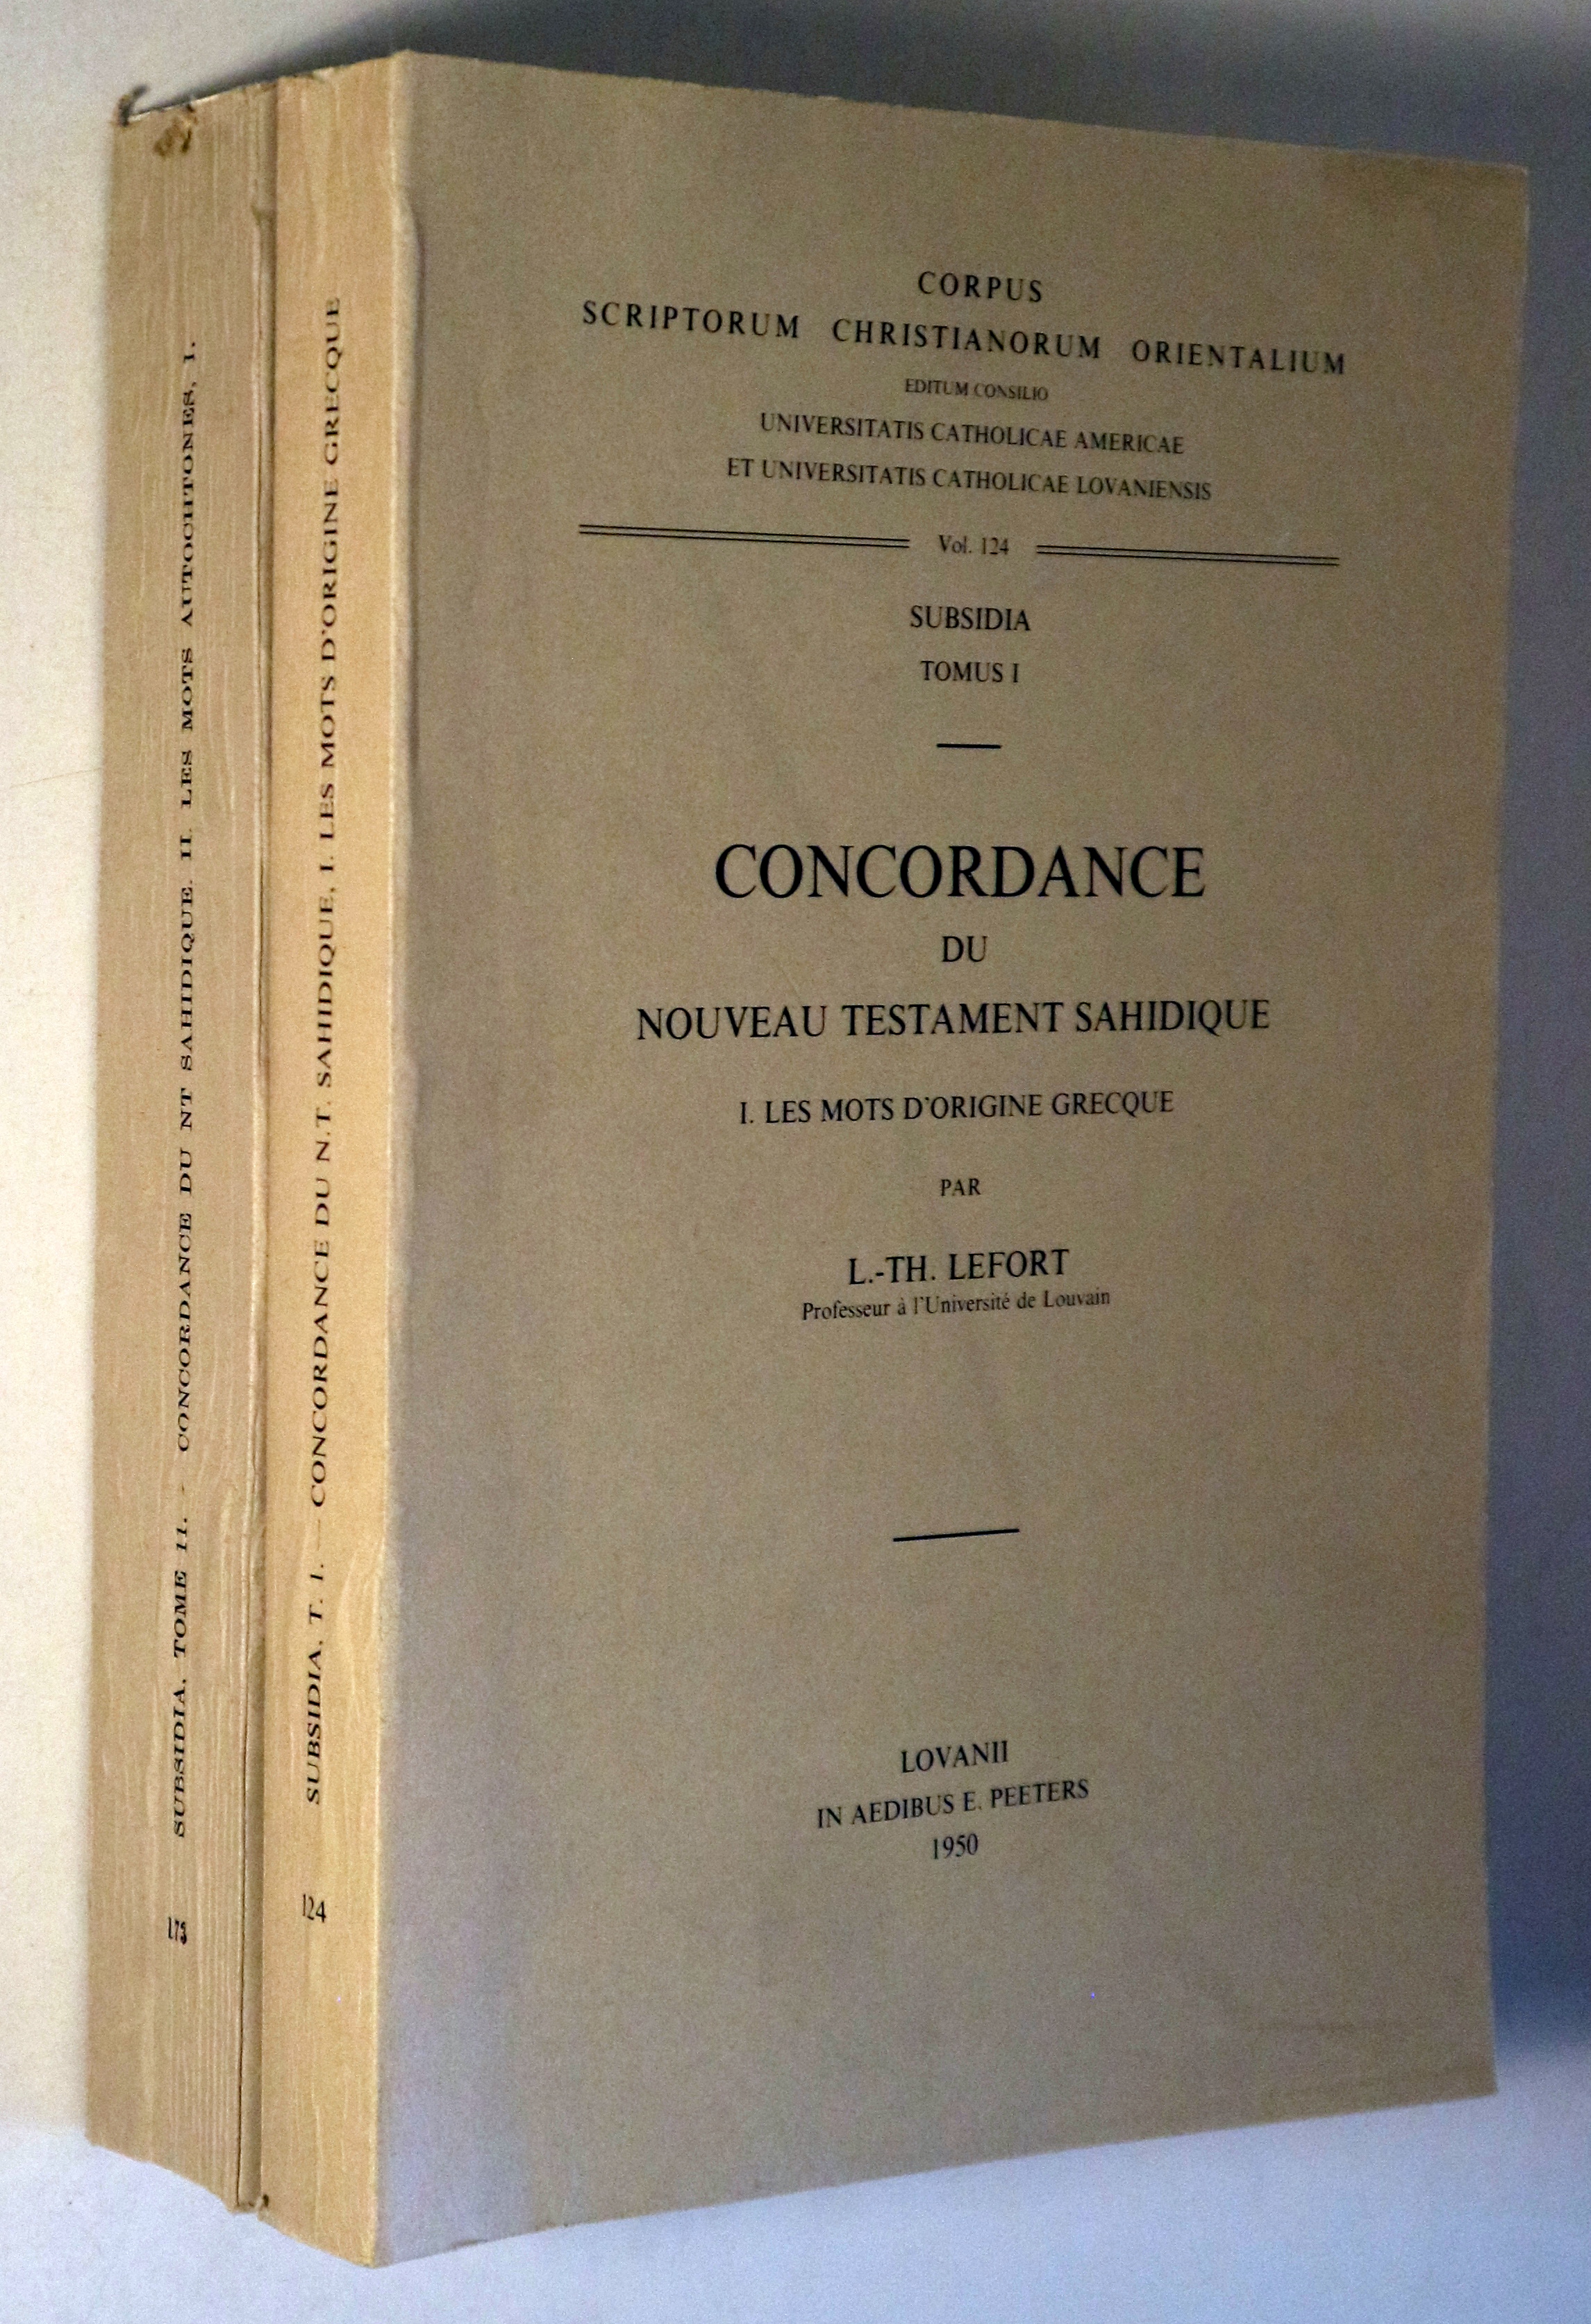 CORPUS
SCRIPTORUM CHRISTIANORUM ORIENTALIUM
EDITUM CONSILIO
UNIVERSITATIS CATHOLICAE AMERICAE
ET UNIVERSITATIS CATHOLICAE LOVANIENSIS
Vol. 124
SUBSIDIA
TOMUS I
CONCORDANCE
DU
NOUVEAU TESTAMENT SAHIDIQUE
I. LES MOTS D'ORIGINE GRECQUE
PAR
L.-TH. LEFORT
Professeur à l'Université de Louvain
LOVANII
IN AEDIBUS E. PEETERS
1950
SUBSIDIA, T. I. — CONCORDANCE DU N.T. SAHIDIQUE, I. LES MOTS D'ORIGINE GRECQUE
124
SUBSIDIA, TOME 11. - CONCORDANCE DU NT SAHIDIQUE. II. LES MOTS AUTOCHTONES, 1.
173